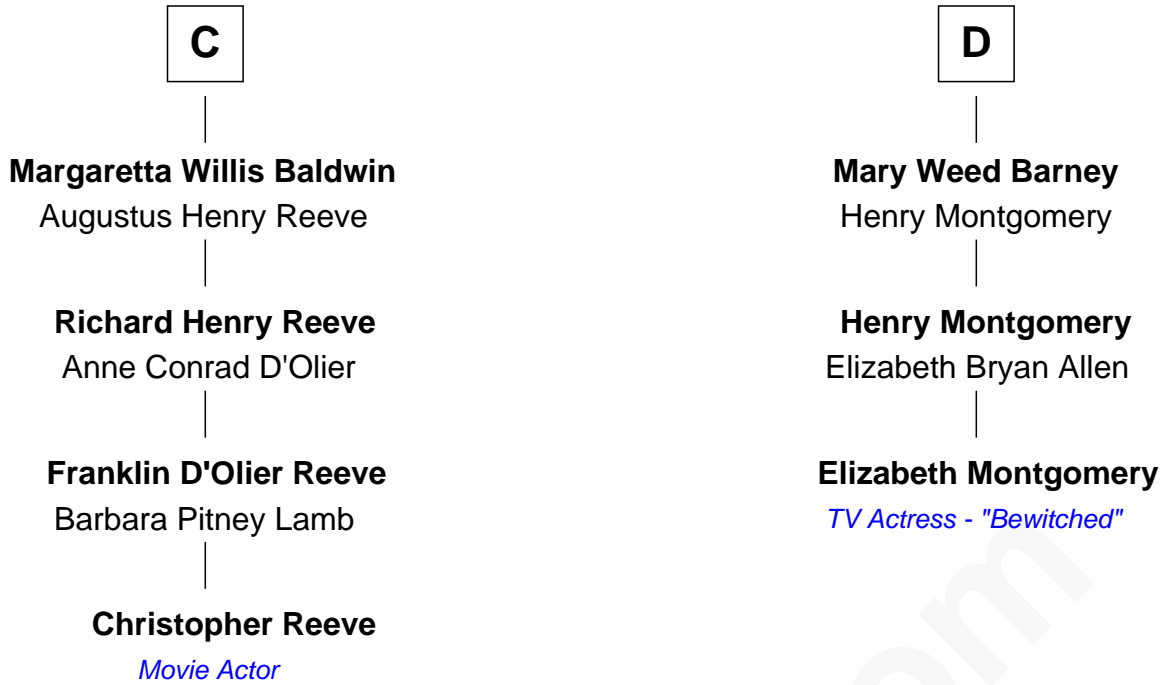 C
Margaretta Willis Baldwin
Augustus Henry Reeve
Richard Henry Reeve
Anne Conrad D'Olier
Franklin D'Olier Reeve
Barbara Pitney Lamb
Christopher Reeve
Movie Actor
D
Mary Weed Barney
Henry Montgomery
Henry Montgomery
Elizabeth Bryan Allen
Elizabeth Montgomery
TV Actress - "Bewitched"